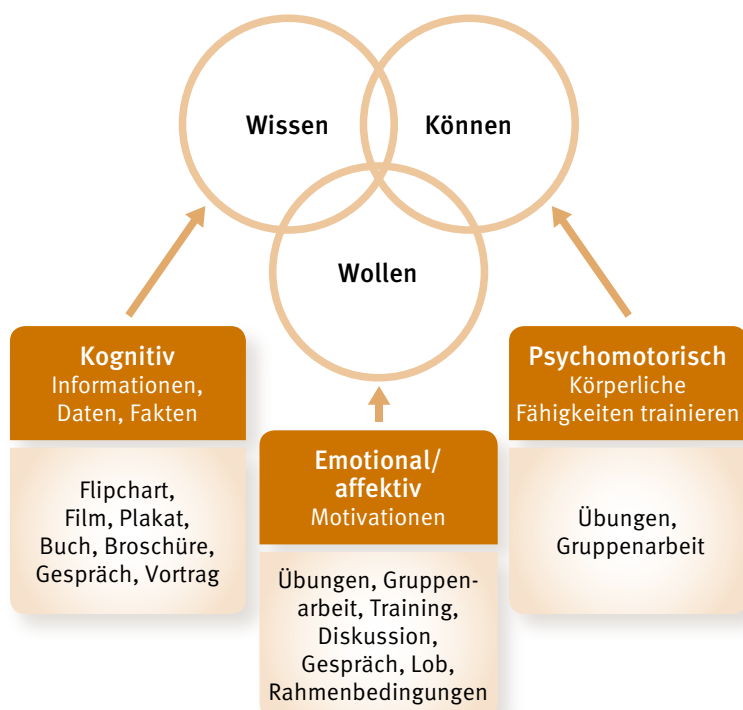 Wissen
Können
Wollen
Kognitiv
Informationen,
Daten, Fakten
Flipchart,
Film, Plakat,
Buch, Broschüre,
Gespräch, Vortrag
Emotional/
affektiv
Motivationen
Übungen, Gruppen-
arbeit, Training,
Diskussion,
Gespräch, Lob,
Rahmenbedingungen
Psychomotorisch
Körperliche
Fähigkeiten trainieren
Übungen,
Gruppenarbeit